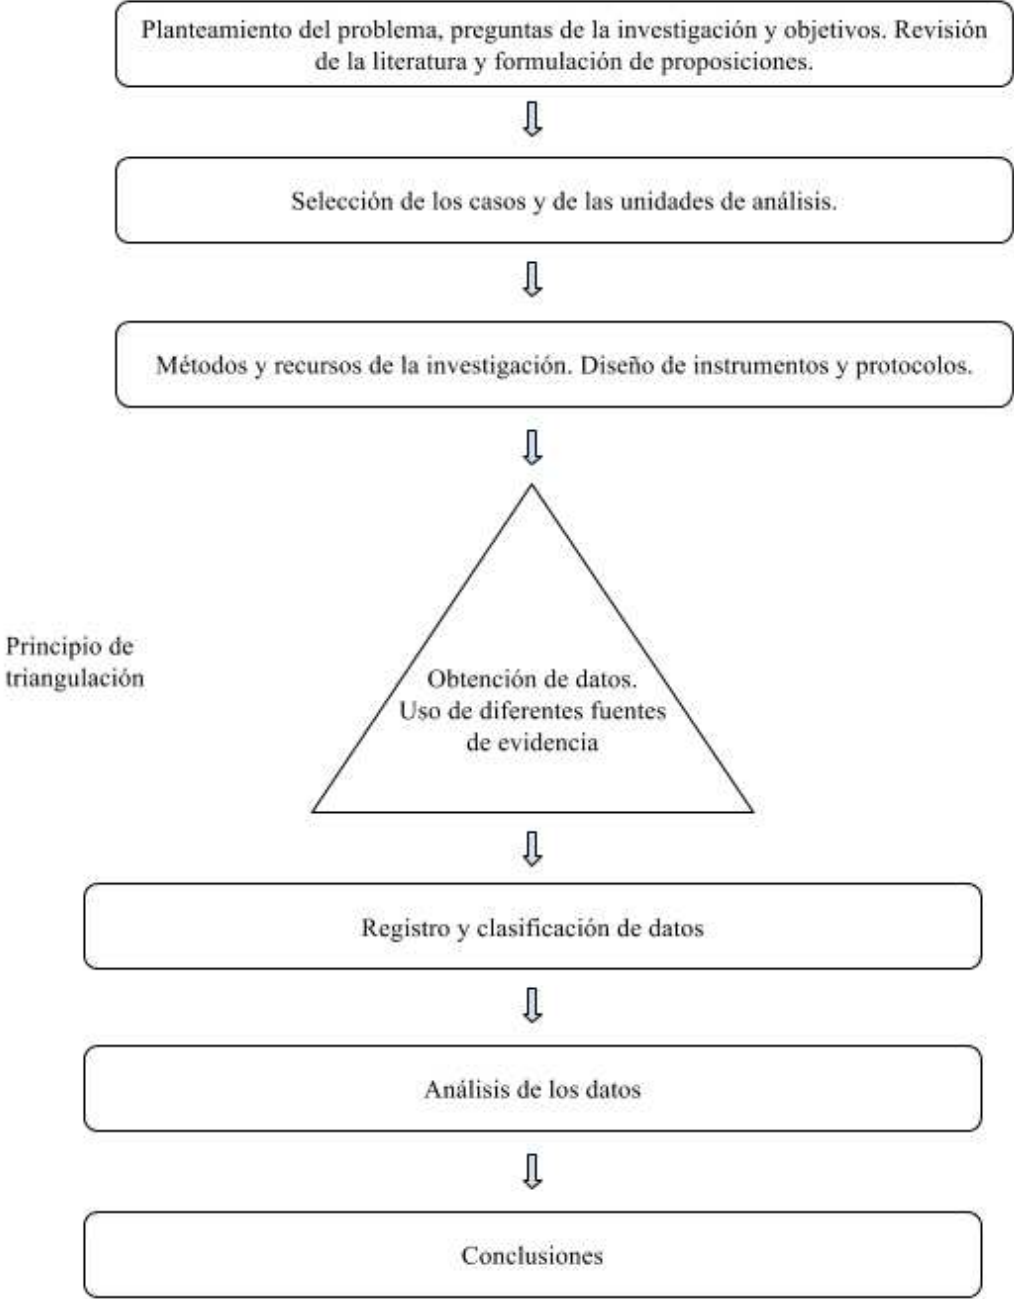 Planteamiento del problema, preguntas de la investigación y objetivos. Revisión
de la literatura y formulación de proposiciones.
Selección de los casos y de las unidades de análisis.
Métodos y recursos de la investigación. Diseño de instrumentos y protocolos.
Principio de
triangulación
Obtención de datos.
Uso de diferentes fuentes
de evidencia
Registro y clasificación de datos
Análisis de los datos
Conclusiones